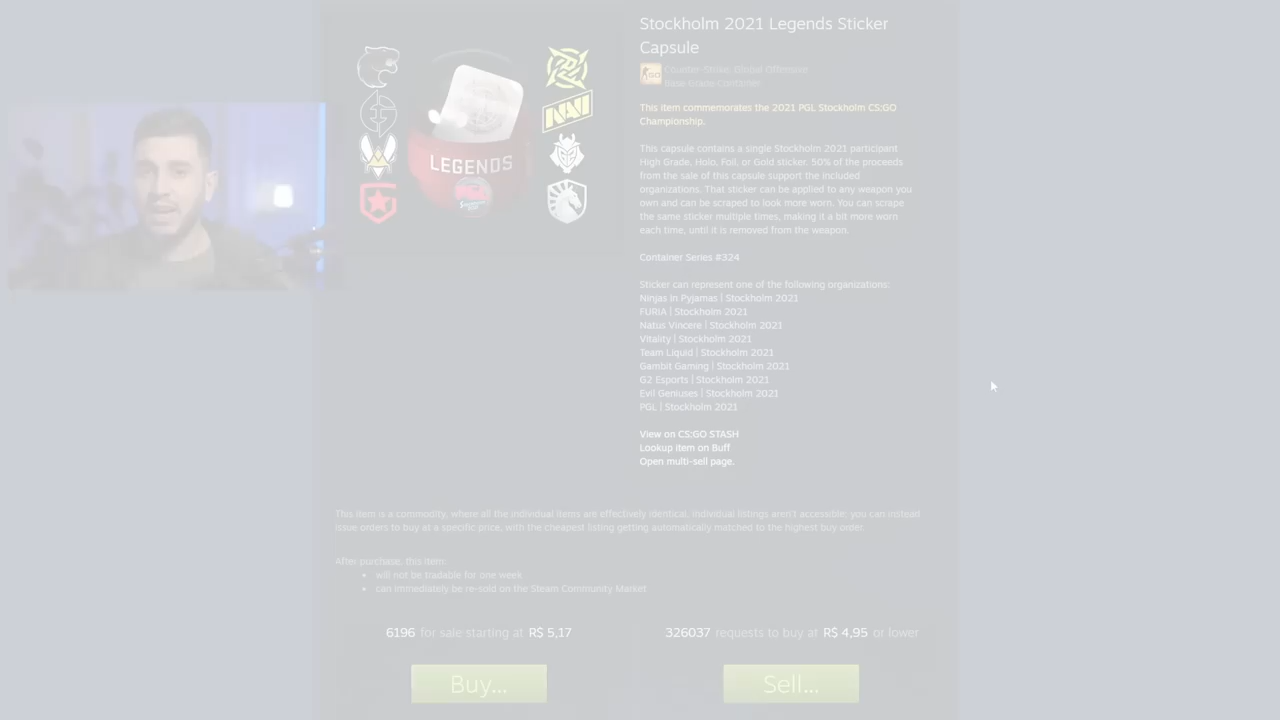 Stockholm 2021 Legends Sticker
Capsule
Counter-Strike: Global Offensive
Base Grade Container
This item commemorates the 2021 PGL Stockholm CS:GO
Championship.
This capsule contains a single Stockholm 2021 participant
High Grade, Holo, Foil, or Gold sticker. 50% of the proceeds
from the sale of this capsule support the included
organizations. That sticker can be applied to any weapon you
own and can be scraped to look more worn. You can scrape
the same sticker multiple times, making it a bit more worn
each time, until it is removed from the weapon.
Container Series #324
Sticker can represent one of the following organizations:
Ninjas in Pyjamas | Stockholm 2021
FURIA | Stockholm 2021
Natus Vincere | Stockholm 2021
Vitality | Stockholm 2021
Team Liquid | Stockholm 2021
Gambit Gaming | Stockholm 2021
G2 Esports | Stockholm 2021
Evil Geniuses | Stockholm 2021
PGL | Stockholm 2021
View on CS:GO STASH
Lookup item on Buff
Open multi-sell page.
NAVI
LEGENDS
This item is a commodity, where all the individual items are effectively identical. Individual listings aren't accessible; you can instead
issue orders to buy at a specific price, with the cheapest listing getting automatically matched to the highest buy order.
After purchase, this item:
• will not be tradable for one week
• can immediately be re-sold on the Steam Community Market
6196 for sale starting at R$ 5,17
326037 requests to buy at R$ 4,95 or lower
Buy...
Sell...